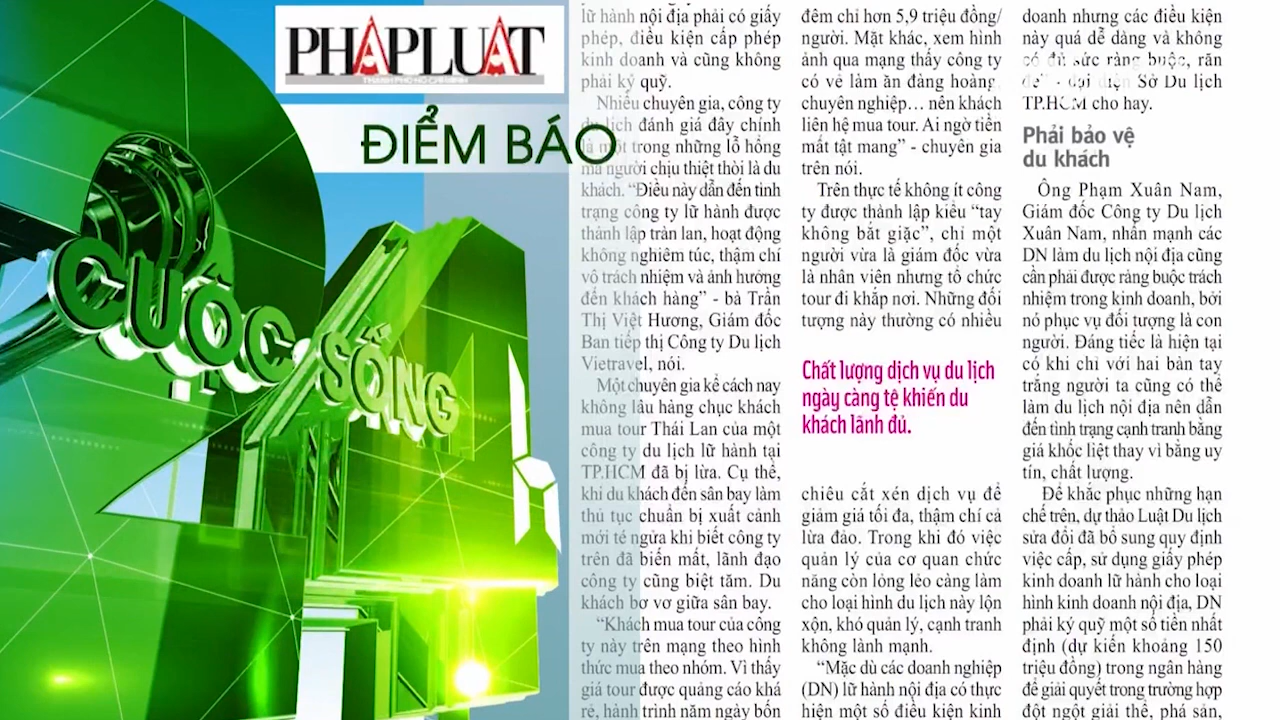 PHÁPLUẬT
THÀNH PHỐ HỒ CHÍ MINH
ĐIỂM BÁO
CUỘC SỐNG
24h
lữ hành nội địa phải có giấy
phép, điều kiện cấp phép
kinh doanh và cũng không
phải ký quỹ.
Nhiều chuyên gia, công ty
du lịch đánh giá đây chính
là một trong những lỗ hổng
mà người chịu thiệt thòi là du
khách. “Điều này dẫn đến tình
trạng công ty lữ hành được
thành lập tràn lan, hoạt động
không nghiêm túc, thậm chí
vô trách nhiệm và ảnh hưởng
đến khách hàng” - bà Trần
Thị Việt Hương, Giám đốc
Ban tiếp thị Công ty Du lịch
Vietravel, nói.
Một chuyên gia kể cách nay
không lâu hàng chục khách
mua tour Thái Lan của một
công ty du lịch lữ hành tại
TP.HCM đã bị lừa. Cụ thể,
khi du khách đến sân bay làm
thủ tục chuẩn bị xuất cảnh
mới té ngửa khi biết công ty
trên đã biến mất, lãnh đạo
công ty cũng biệt tăm. Du
khách bơ vơ giữa sân bay.
“Khách mua tour của công
ty này trên mạng theo hình
thức mua theo nhóm. Vì thấy
giá tour được quảng cáo khá
rẻ, hành trình năm ngày bốn
đêm chỉ hơn 5,9 triệu đồng/
người. Mặt khác, xem hình
ảnh qua mạng thấy công ty
có vẻ làm ăn đàng hoàng,
chuyên nghiệp… nên khách
liên hệ mua tour. Ai ngờ tiền
mất tật mang” - chuyên gia
trên nói.
Trên thực tế không ít công
ty được thành lập kiểu “tay
không bắt giặc”, chỉ một
người vừa là giám đốc vừa
là nhân viên nhưng tổ chức
tour đi khắp nơi. Những đối
tượng này thường có nhiều
Chất lượng dịch vụ du lịch
ngày càng tệ khiến du
khách lãnh đủ.
chiêu cắt xén dịch vụ để
giảm giá tối đa, thậm chí cả
lừa đảo. Trong khi đó việc
quản lý của cơ quan chức
năng còn lỏng lẻo càng làm
cho loại hình du lịch này lộn
xộn, khó quản lý, cạnh tranh
không lành mạnh.
“Mặc dù các doanh nghiệp
(DN) lữ hành nội địa có thực
hiện một số điều kiện kinh
doanh nhưng các điều kiện
này quá dễ dàng và không
có đủ sức ràng buộc, răn
đe” - đại diện Sở Du lịch
TP.HCM cho hay.
Phải bảo vệ
du khách
Ông Phạm Xuân Nam,
Giám đốc Công ty Du lịch
Xuân Nam, nhấn mạnh các
DN làm du lịch nội địa cũng
cần phải được ràng buộc trách
nhiệm trong kinh doanh, bởi
nó phục vụ đối tượng là con
người. Đáng tiếc là hiện tại
có khi chỉ với hai bàn tay
trắng người ta cũng có thể
làm du lịch nội địa nên dẫn
đến tình trạng cạnh tranh bằng
giá khốc liệt thay vì bằng uy
tín, chất lượng.
Để khắc phục những hạn
chế trên, dự thảo Luật Du lịch
sửa đổi đã bổ sung quy định
việc cấp, sử dụng giấy phép
kinh doanh lữ hành cho loại
hình kinh doanh nội địa, DN
phải ký quỹ một số tiền nhất
định (dự kiến khoảng 150
triệu đồng) trong ngân hàng
để giải quyết trong trường hợp
đột ngột giải thể, phá sản,